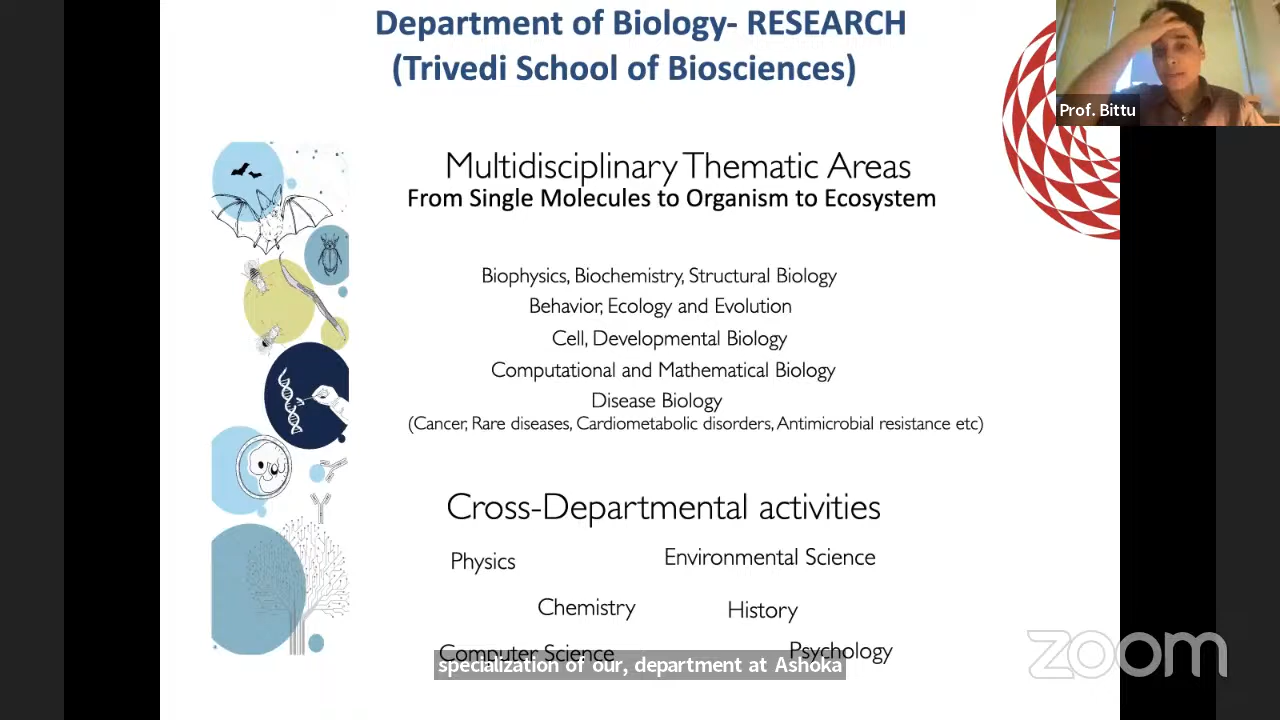 Department of Biology- RESEARCH
(Trivedi School of Biosciences)
Prof. Bittu
Multidisciplinary Thematic Areas
From Single Molecules to Organism to Ecosystem
Biophysics, Biochemistry, Structural Biology
Behavior, Ecology and Evolution
Cell, Developmental Biology
Computational and Mathematical Biology
Disease Biology
(Cancer, Rare diseases, Cardiometabolic disorders, Antimicrobial resistance etc)
Cross-Departmental activities
Physics
Environmental Science
Chemistry
History
Computer Science
Psychology
specialization of our, department at Ashoka
zoom